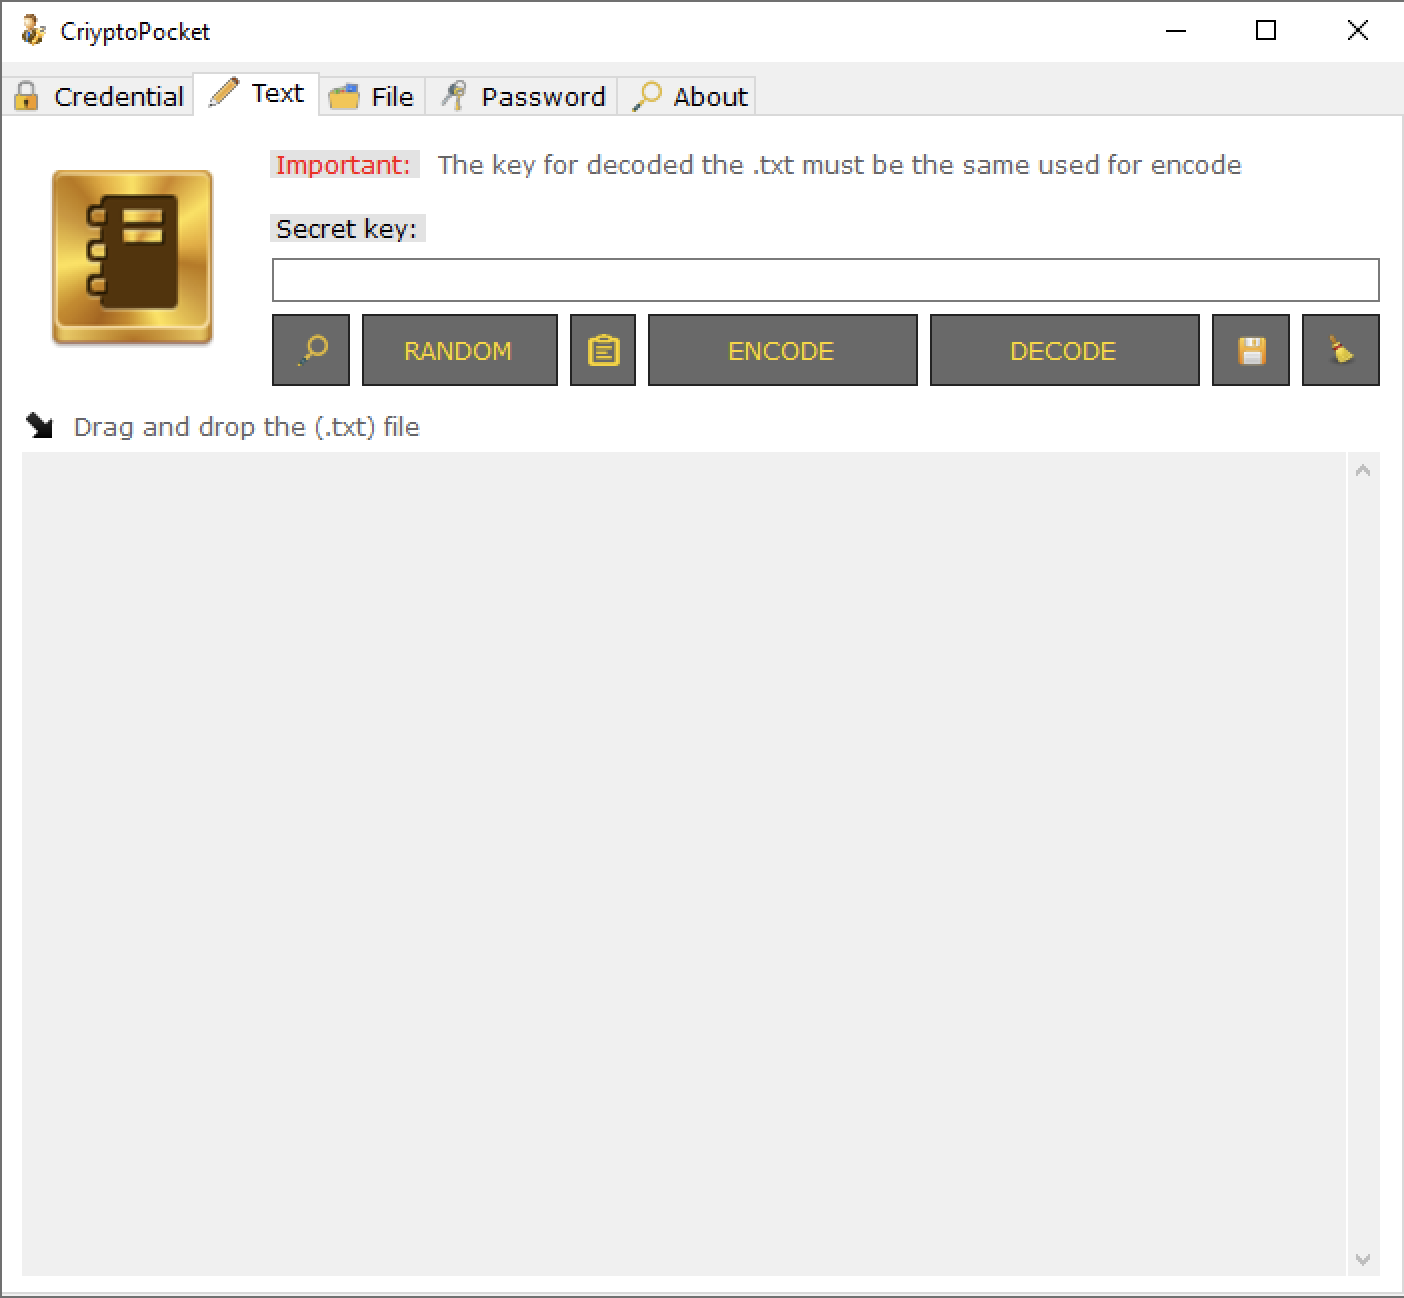 CriyptoPocket
Credential Text File Password About
Important: The key for decoded the .txt must be the same used for encode
Secret key:
RANDOM ENCODE DECODE
Drag and drop the (.txt) file